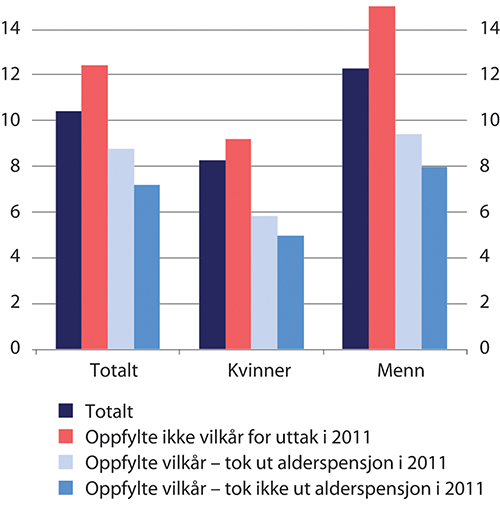 14 14
12 12
10 10
8 8
6 6
4 4
2 2
0 0
Totalt Kvinner Menn
Totalt
Oppfylte ikke vilkår for uttak i 2011
Oppfylte vilkår – tok ut alderspensjon i 2011
Oppfylte vilkår – tok ikke ut alderspensjon i 2011